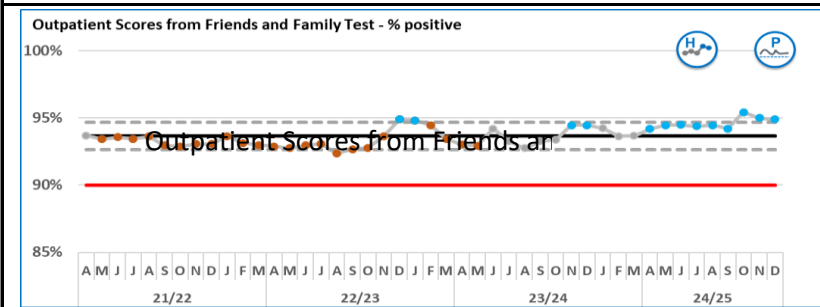 Outpatient Scores from Friends and Family Test - % positive
H
P
100%
95%
Outpatient Scores from Friends an
90%
85%
A M J J A S O N D J F M A M J J A S O N D J F M A M J J A S O N D J F M A M J J A S O N D
21/22 22/23 23/24 24/25